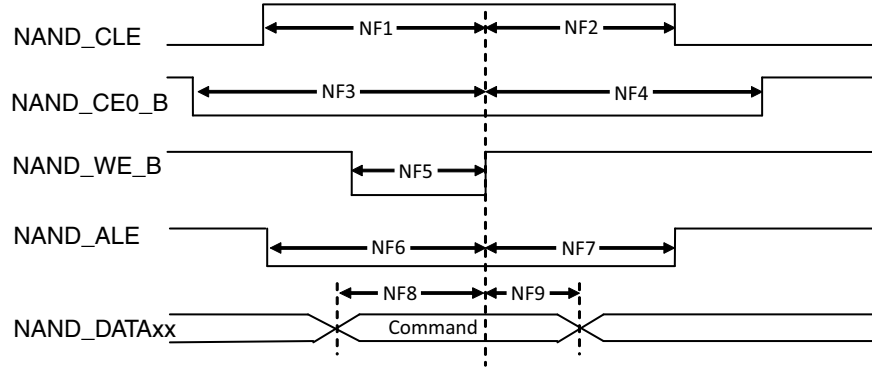 NAND_CLE
NF1
NF2
NAND_CE0_B
NF3
NF4
NAND_WE_B
NF5
NAND_ALE
NF6
NF7
NF8
NF9
NAND_DATAxx
Command